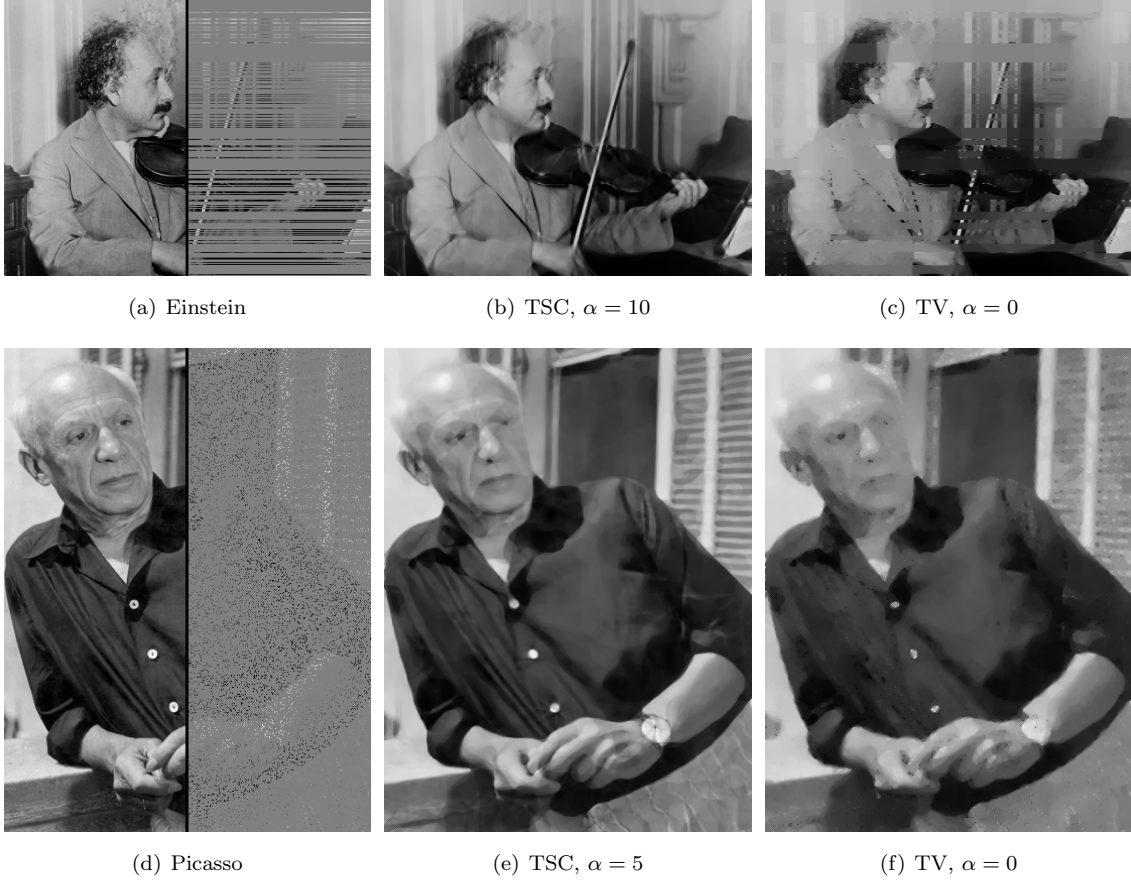 (a) Einstein
(b) TSC, α = 10
(c) TV, α = 0
(d) Picasso
(e) TSC, α = 5
(f) TV, α = 0